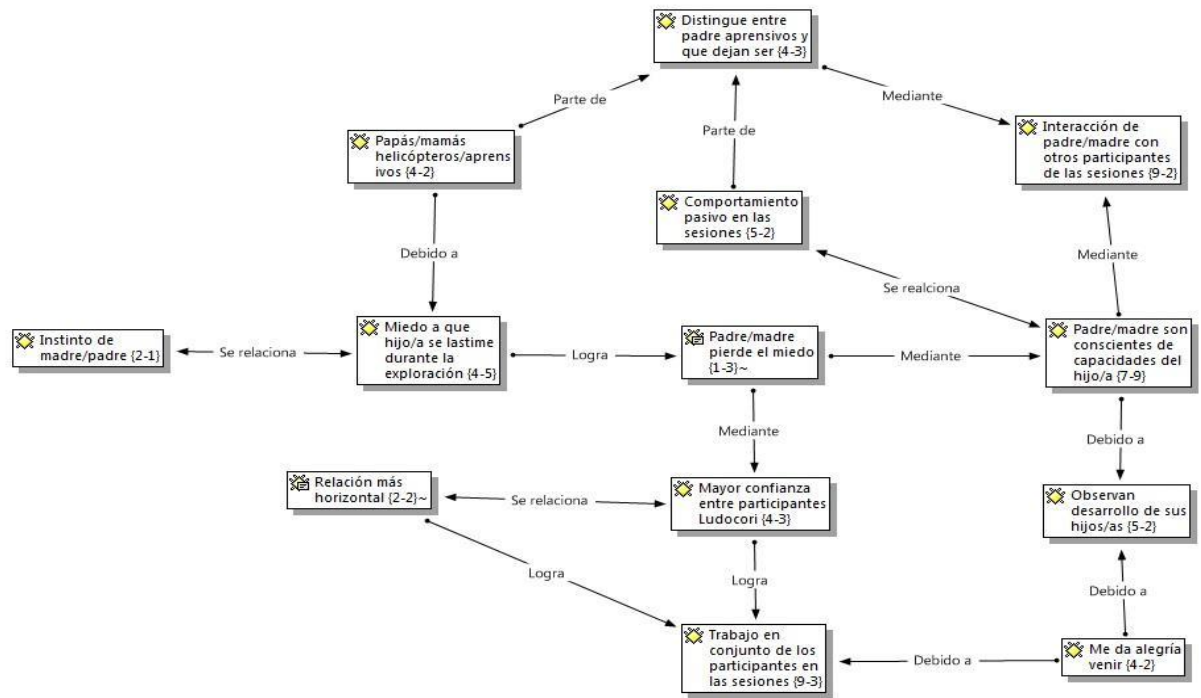 Distingue entre
padre aprensivos y
que dejan ser {4-3}
Parte de
Mediante
Papás/mamás
helicópteros/aprens
ivos {4-2}
Parte de
Interacción de
padre/madre con
otros participantes
de las sesiones {9-2}
Comportamiento
pasivo en las
sesiones {5-2}
Debido a
Mediante
Se realciona
Instinto de
madre/padre {2-1}
Se relaciona
Miedo a que
hijo/a se lastime
durante la
exploración {4-5}
Logra
Padre/madre
pierde el miedo
{1-3}~
Mediante
Padre/madre son
conscientes de
capacidades del
hijo/a {7-9}
Mediante
Debido a
Relación más
horizontal {2-2}~
Se relaciona
Mayor confianza
entre participantes
Ludocori {4-3}
Observan
desarrollo de sus
hijos/as {5-2}
Logra
Logra
Debido a
Trabajo en
conjunto de los
participantes en
las sesiones {9-3}
Debido a
Me da alegría
venir {4-2}